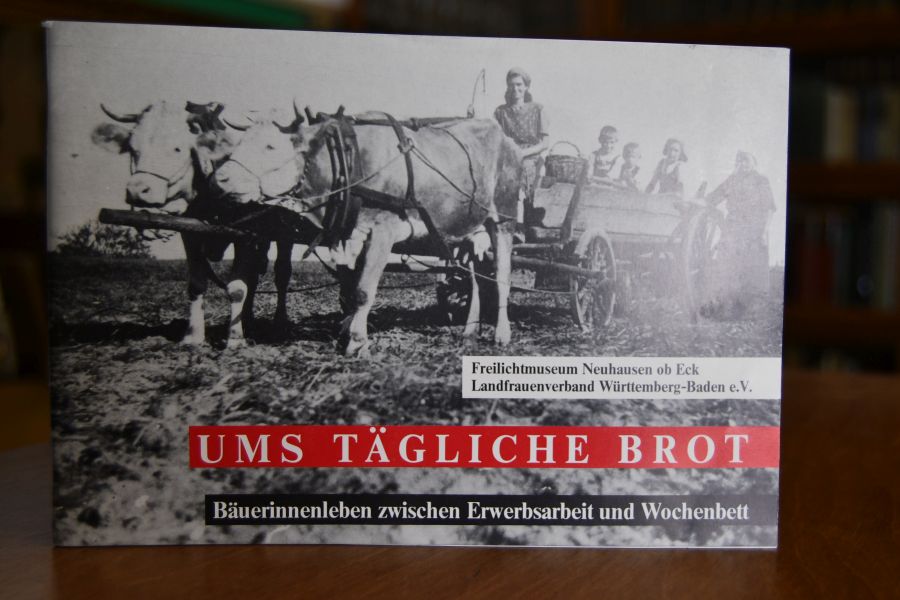 Freilichtmuseum Neuhausen ob Eck
Landfrauenverband Württemberg-Baden e.V.
UMS TÄGLICHE BROT
Bäuerinnenleben zwischen Erwerbsarbeit und Wochenbett